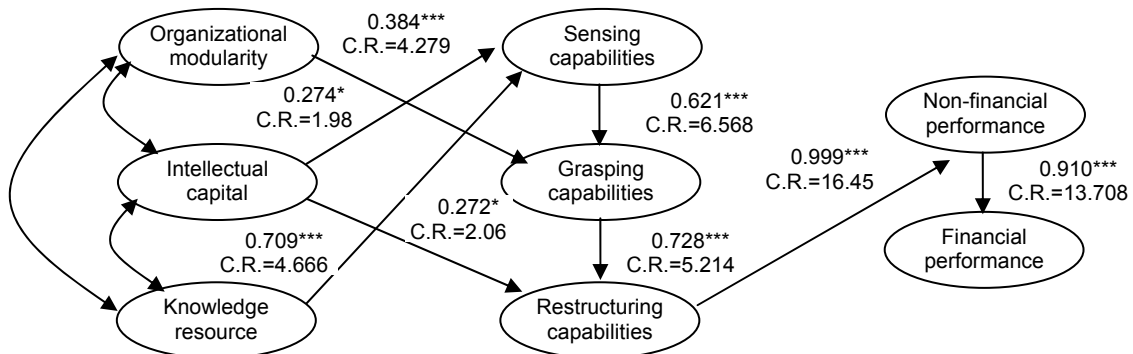 Organizational
modularity
0.384***
C.R.=4.279
Sensing
capabilities
0.274*
C.R.=1.98
0.621***
C.R.=6.568
Non-financial
performance
Intellectual
capital
Grasping
capabilities
0.999***
C.R.=16.45
0.910***
C.R.=13.708
0.272*
C.R.=2.06
0.709***
C.R.=4.666
0.728***
C.R.=5.214
Financial
performance
Knowledge
resource
Restructuring
capabilities